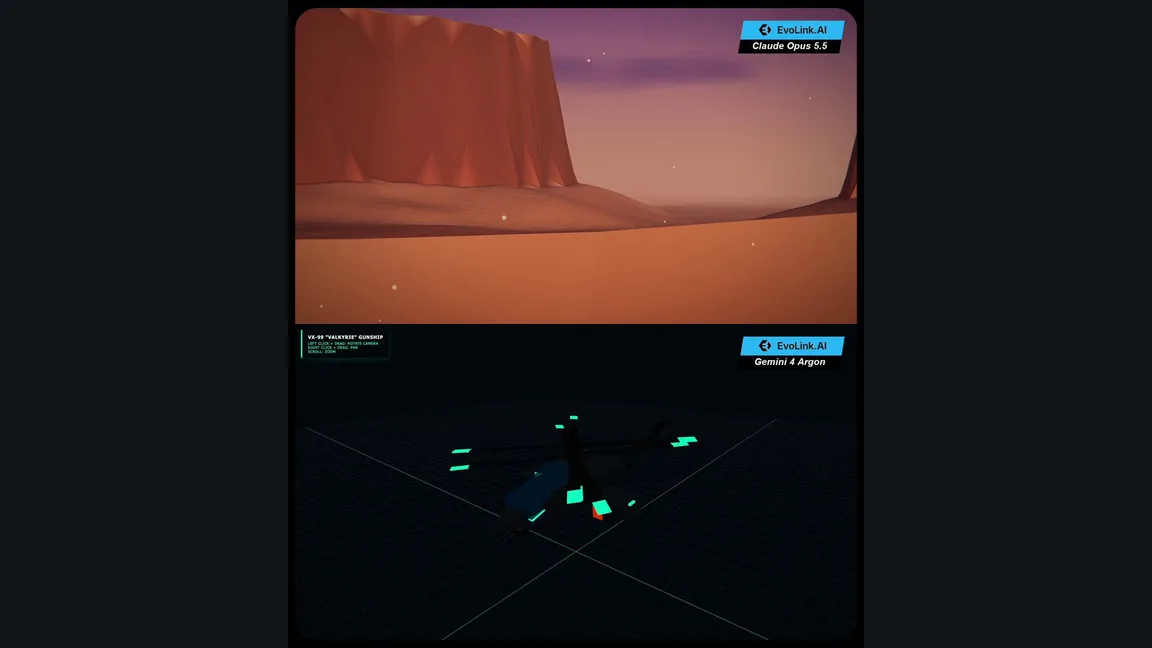 EvoLink.AI
Claude Opus 5.5
VX-99 "VALKYRIE" GUNSHIP
LEFT CLICK + DRAG: ROTATE CAMERA
RIGHT CLICK + DRAG: PAN
SCROLL: ZOOM
EvoLink.AI
Gemini 4 Argon